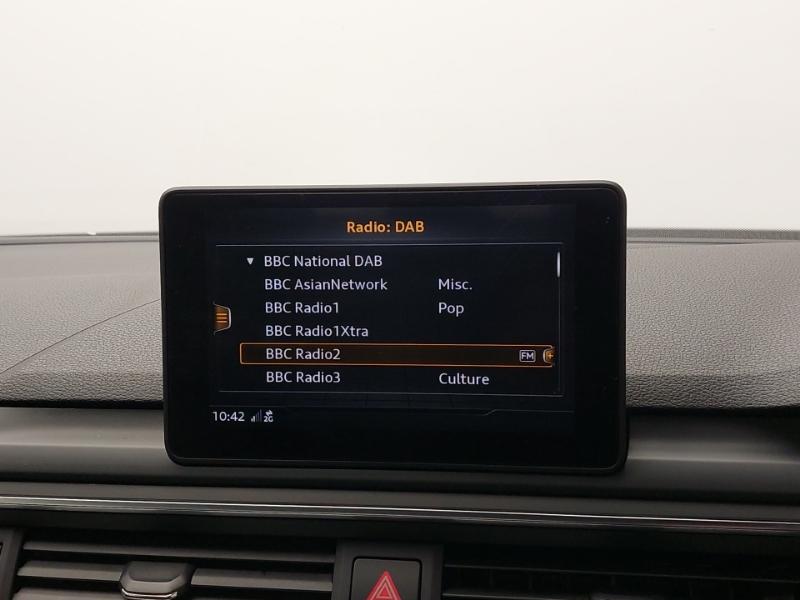 Radio: DAB
▼ BBC National DAB
BBC AsianNetwork Misc.
BBC Radio1 Pop
BBC Radio1Xtra
BBC Radio2 FM
BBC Radio3 Culture
10:42 2G